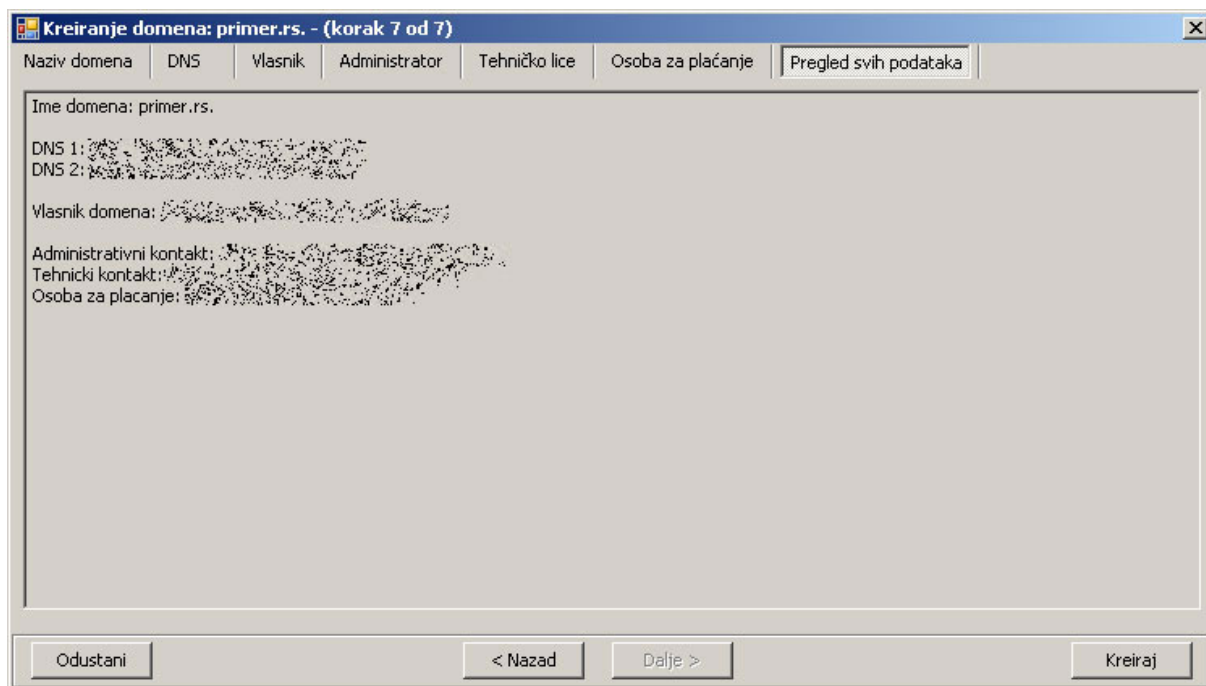 Kreiranje domena: primer.rs. - (korak 7 od 7)
Naziv domena DNS Vlasnik Administrator Tehničko lice Osoba za plaćanje Pregled svih podataka
Ime domena: primer.rs.
DNS 1:
DNS 2:
Vlasnik domena:
Administrativni kontakt:
Tehnicki kontakt:
Osoba za placanje:
Odustani < Nazad Dalje > Kreiraj